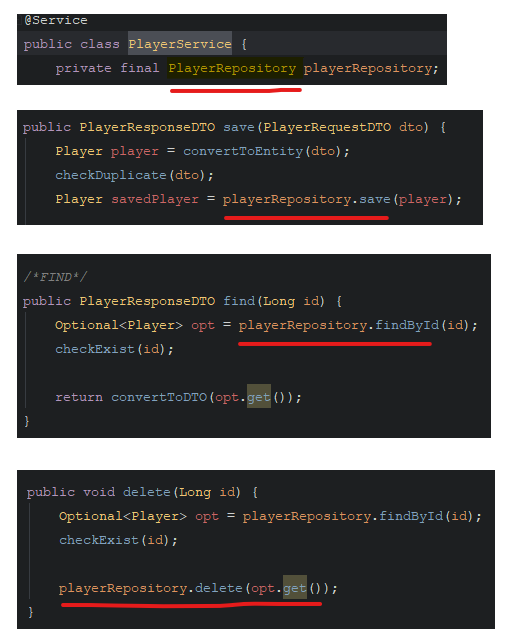 @Service
public class PlayerService {
private final PlayerRepository playerRepository;
public PlayerResponseDTO save(PlayerRequestDTO dto) {
Player player = convertToEntity(dto);
checkDuplicate(dto);
Player savedPlayer = playerRepository.save(player);
/*FIND*/
public PlayerResponseDTO find(Long id) {
Optional<Player> opt = playerRepository.findById(id);
checkExist(id);
return convertToDTO(opt.get());
}
public void delete(Long id) {
Optional<Player> opt = playerRepository.findById(id);
checkExist(id);
playerRepository.delete(opt.get());
}